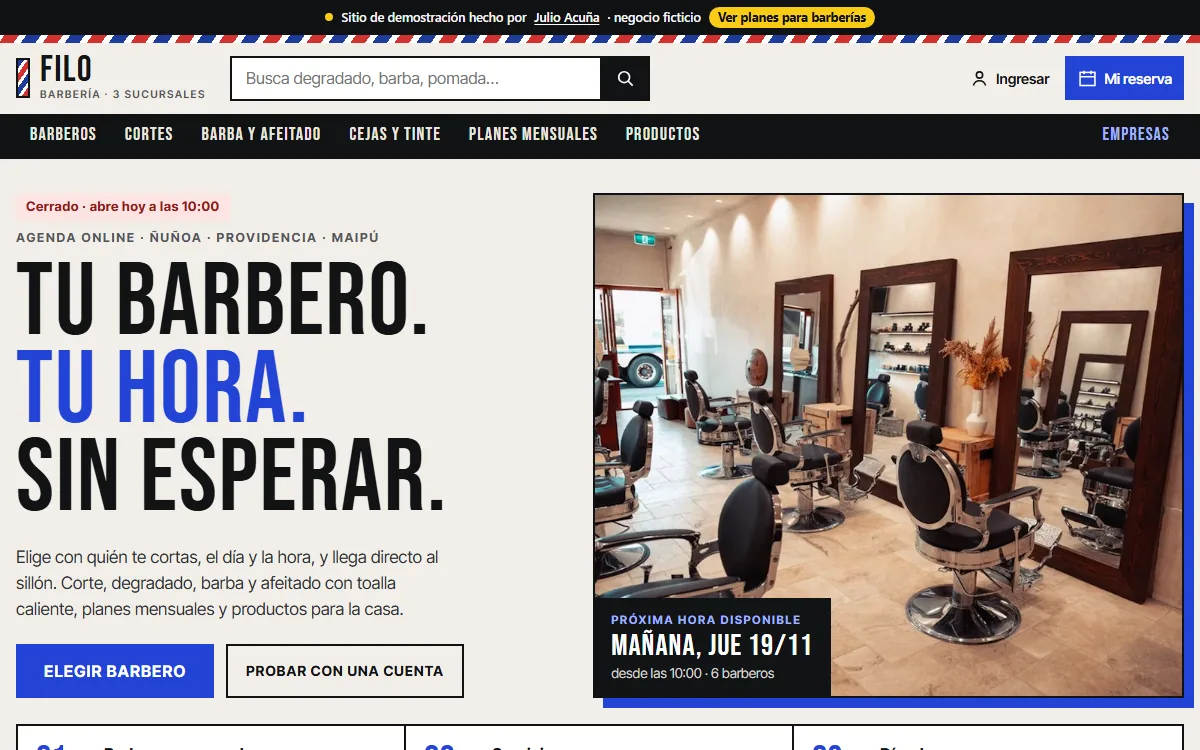 Sitio de demostración hecho por Julio Acuña · negocio ficticio Ver planes para barberías
FILO
BARBERÍA · 3 SUCURSALES
Busca degradado, barba, pomada...
Ingresar
Mi reserva
BARBEROS CORTES BARBA Y AFEITADO CEJAS Y TINTE PLANES MENSUALES PRODUCTOS EMPRESAS
Cerrado · abre hoy a las 10:00
AGENDA ONLINE · ÑUÑOA · PROVIDENCIA · MAIPÚ
TU BARBERO.
TU HORA.
SIN ESPERAR.
Elige con quién te cortas, el día y la hora, y llega directo al
sillón. Corte, degradado, barba y afeitado con toalla
caliente, planes mensuales y productos para la casa.
ELEGIR BARBERO
PROBAR CON UNA CUENTA
PRÓXIMA HORA DISPONIBLE
MAÑANA, JUE 19/11
desde las 10:00 · 6 barberos